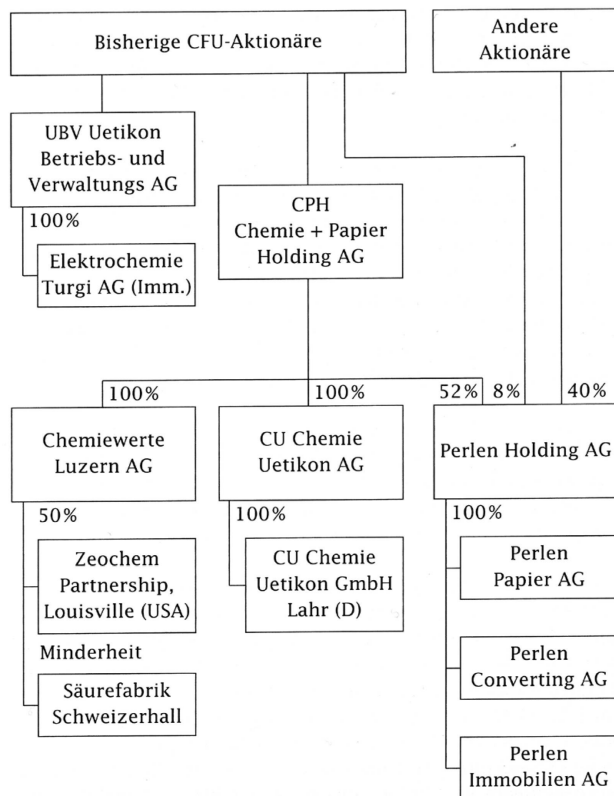 Bisherige CFU-Aktionäre
Andere
Aktionäre
UBV Uetikon
Betriebs- und
Verwaltungs AG
100%
Elektrochemie
Turgi AG (Imm.)
CPH
Chemie + Papier
Holding AG
100%
100%
52%
8%
40%
Chemiewerte
Luzern AG
CU Chemie
Uetikon AG
Perlen Holding AG
50%
100%
100%
Zeochem
Partnership,
Louisville (USA)
CU Chemie
Uetikon GmbH
Lahr (D)
Perlen
Papier AG
Minderheit
Säurefabrik
Schweizerhall
Perlen
Converting AG
Perlen
Immobilien AG